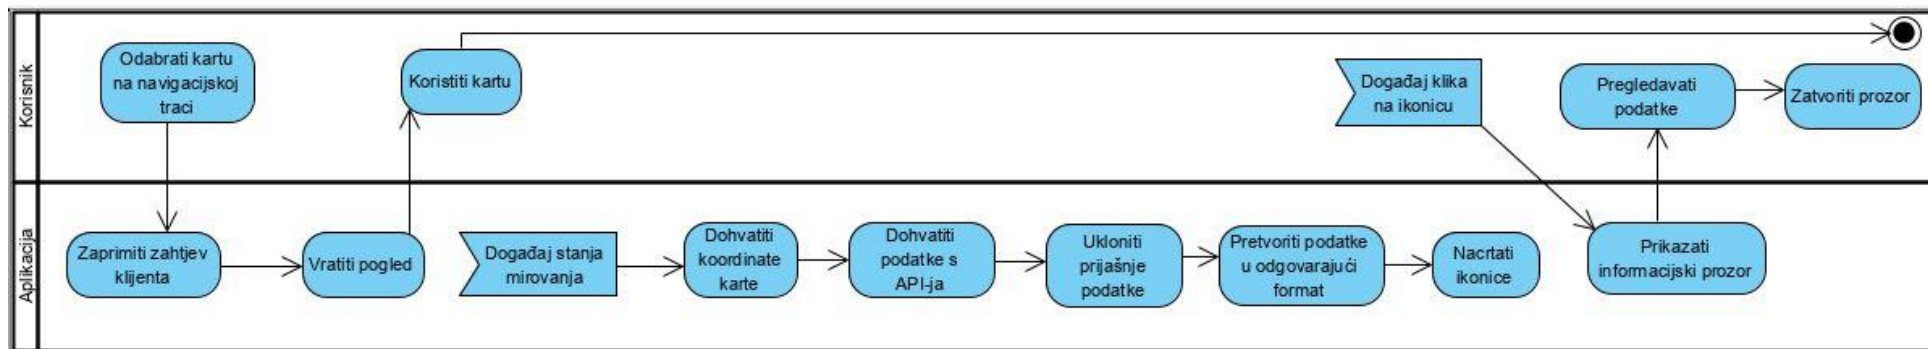 Korisnik
Odabrati kartu
na navigacijskoj
traci
Koristiti kartu
Događaj klika
na ikonicu
Pregledavati
podatke
Zatvoriti prozor
Aplikacija
Zaprimiti zahtjev
klijenta
Vratiti pogled
Događaj stanja
mirovanja
Dohvatiti
koordinate
karte
Dohvatiti
podatke s
API-ja
Ukloniti
prijašnje
podatke
Pretvoriti podatke
u odgovarajući
format
Nacrtati
ikonice
Prikazati
informacijski prozor